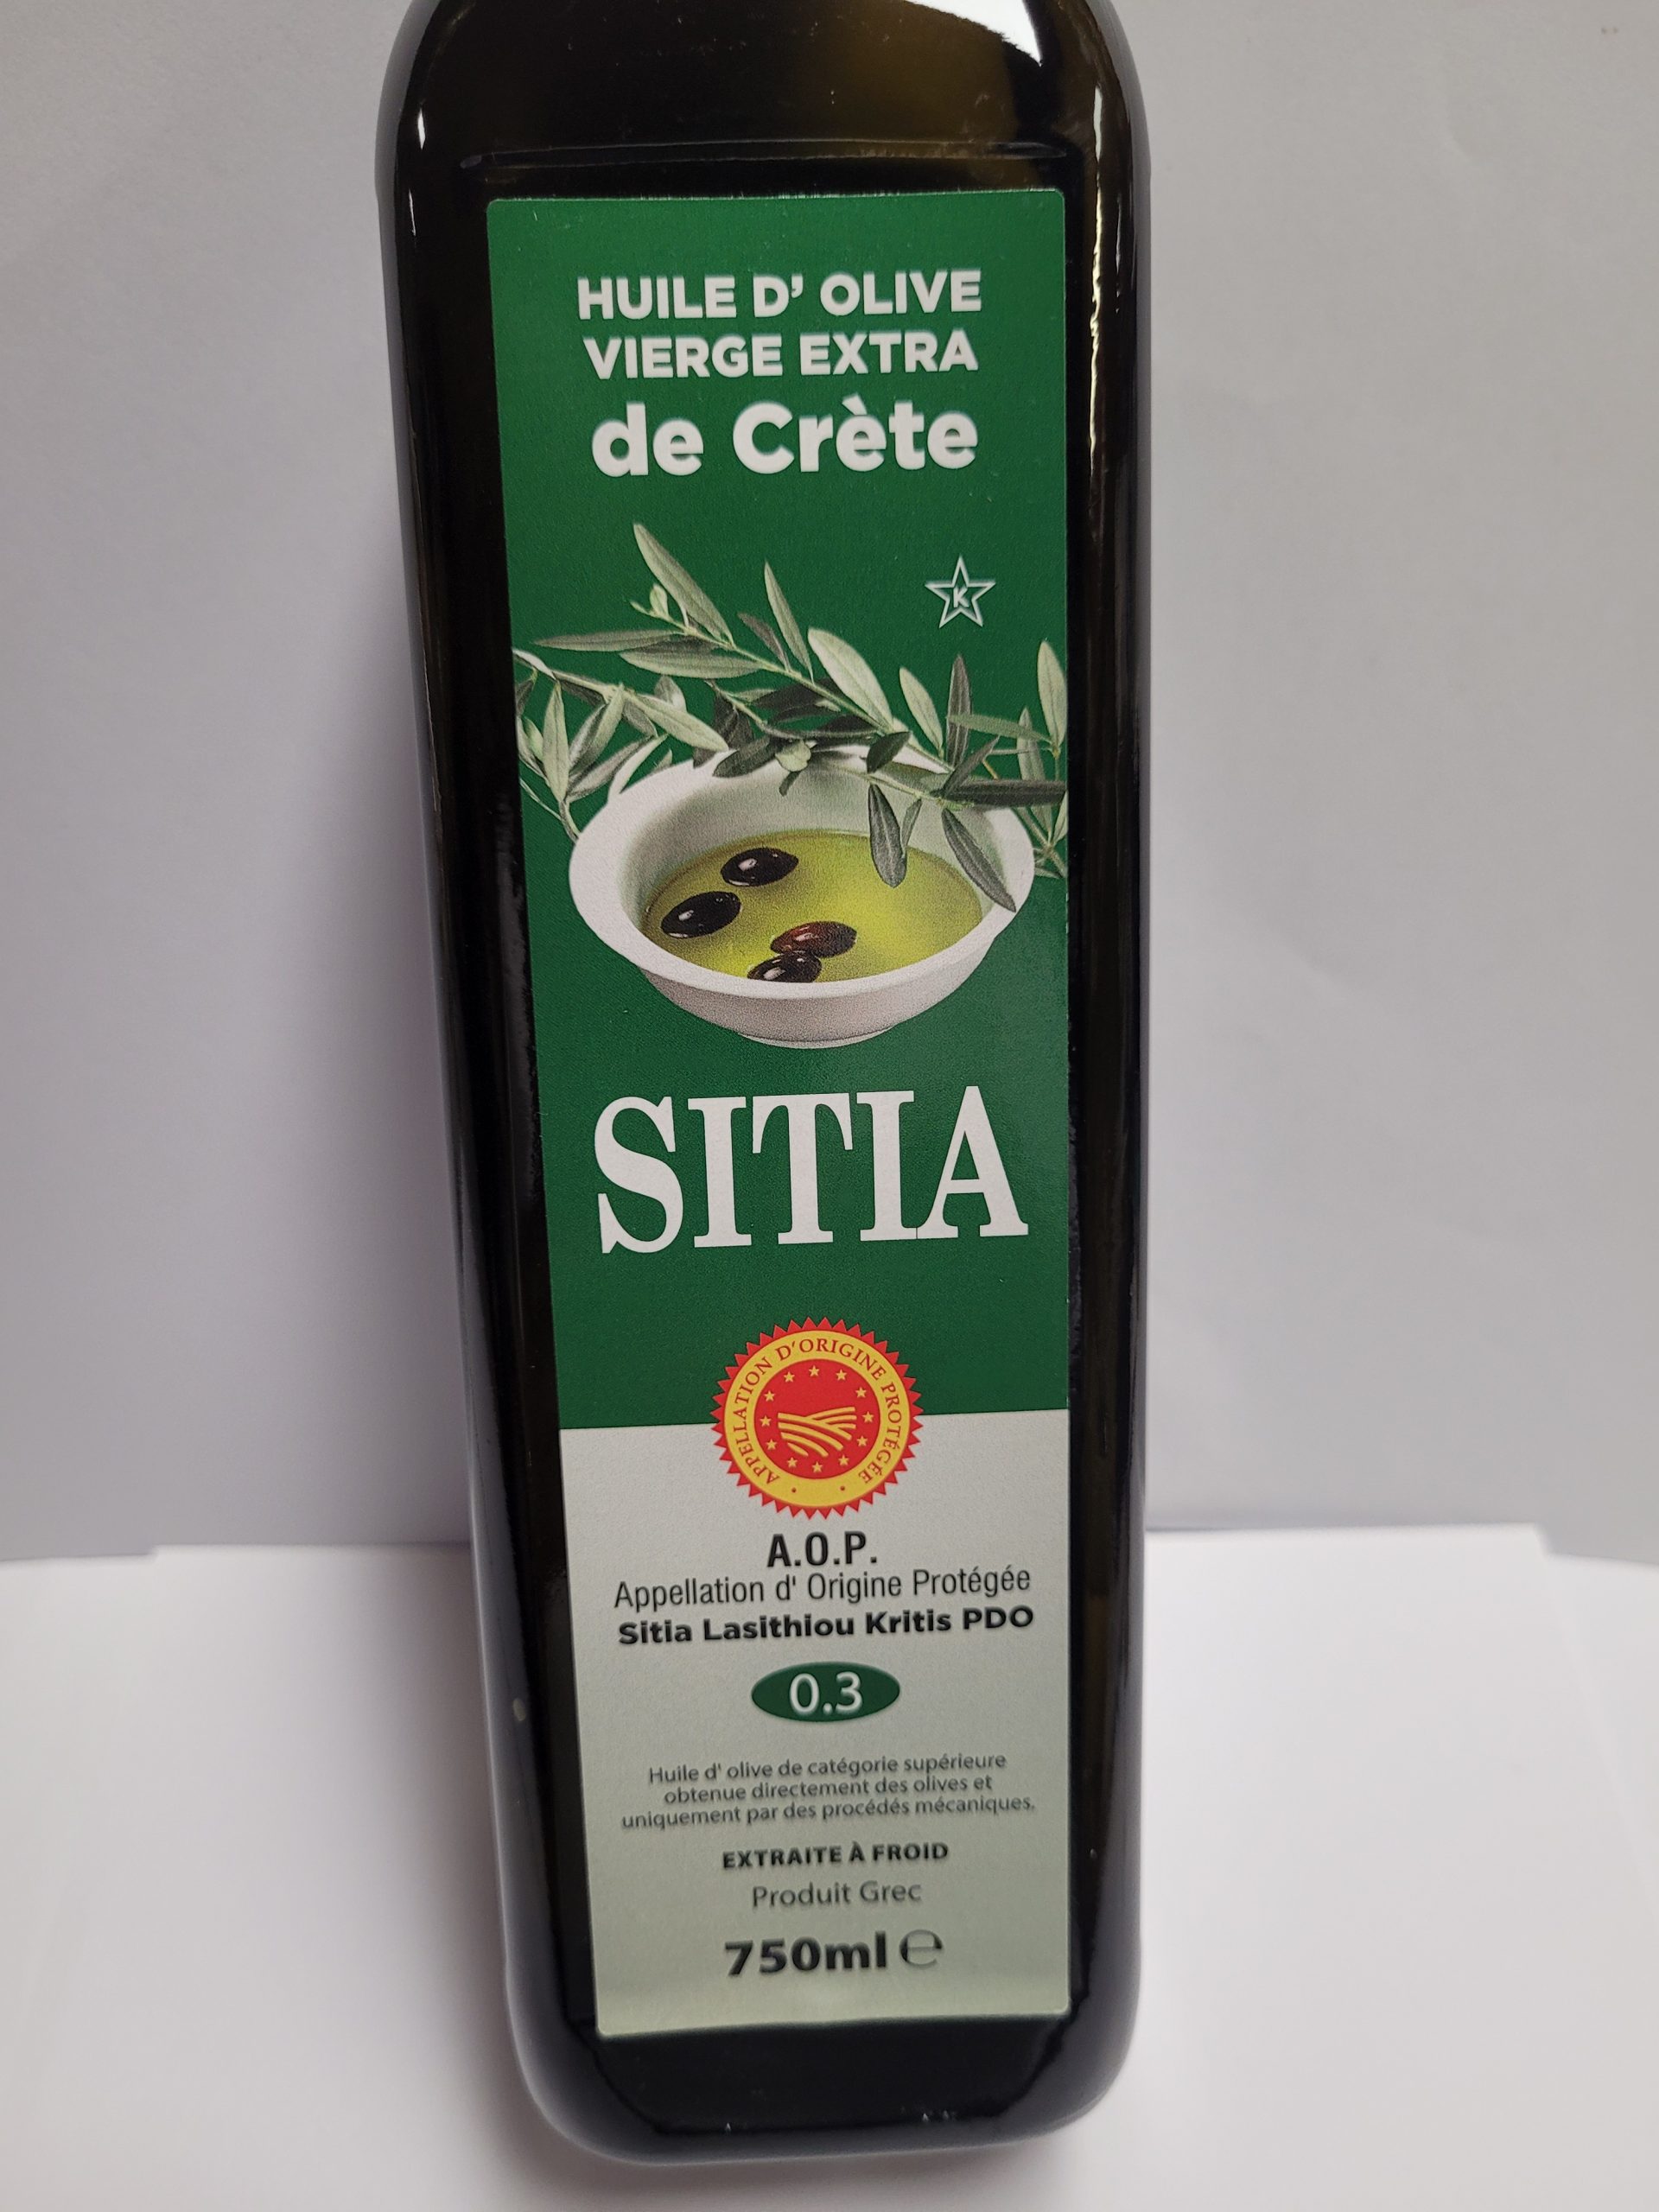 HUILE D' OLIVE
VIERGE EXTRA
de Crète
K
SITIA
APPELLATION D'ORIGINE PROTÉGÉE
A.O.P.
Appellation d' Origine Protégée
Sitia Lasithiou Kritis PDO
0.3
Huile d' olive de catégorie supérieure
obtenue directement des olives et
uniquement par des procédés mécaniques.
EXTRAITE À FROID
Produit Grec
750ml ℮